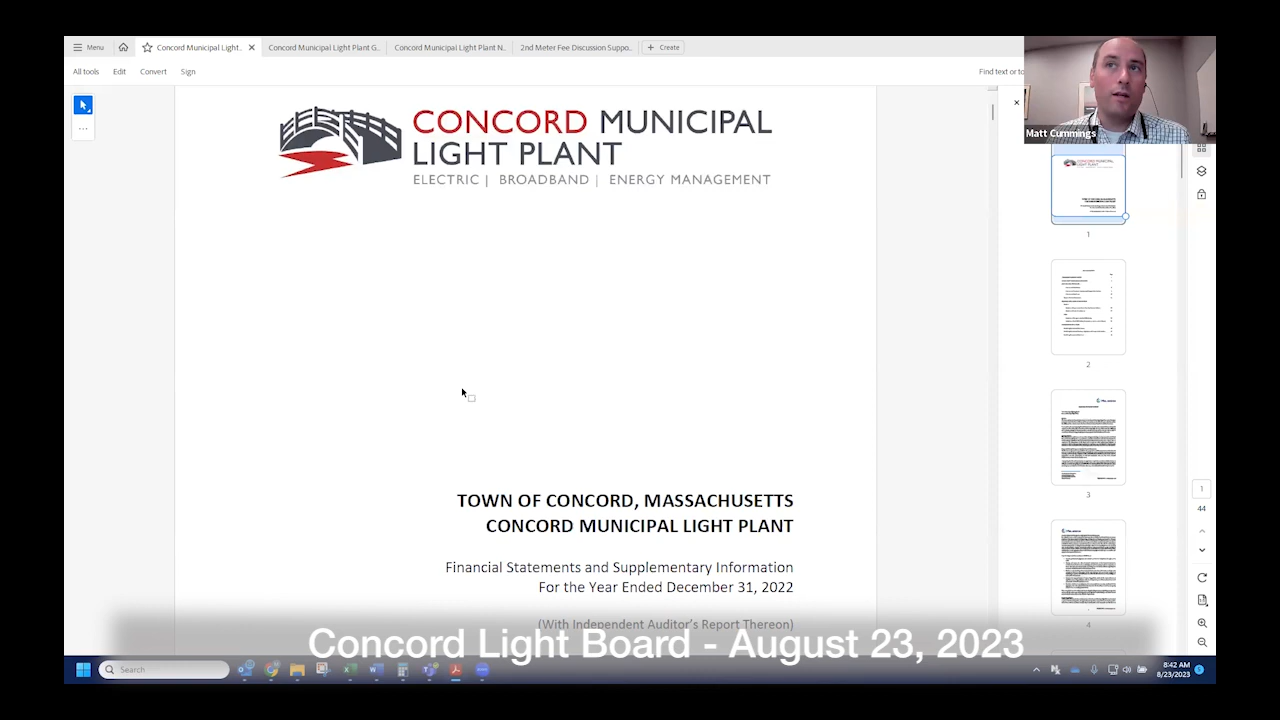 Menu
Concord Municipal Light..
Concord Municipal Light Plant G..
Concord Municipal Light Plant N..
2nd Meter Fee Discussion Suppo..
Create
All tools
Edit
Convert
Sign
Find text or to
Matt Cummings
CONCORD MUNICIPAL
LIGHT PLANT
ELECTRIC | BROADBAND | ENERGY MANAGEMENT
TOWN OF CONCORD, MASSACHUSETTS
CONCORD MUNICIPAL LIGHT PLANT
Financial Statements and Supplementary Information
For the Year Ended December 31, 2022
(With Independent Auditor's Report Thereon)
1
2
3
4
1
44
Concord Light Board - August 23, 2023
Search
8:42 AM
8/23/2023